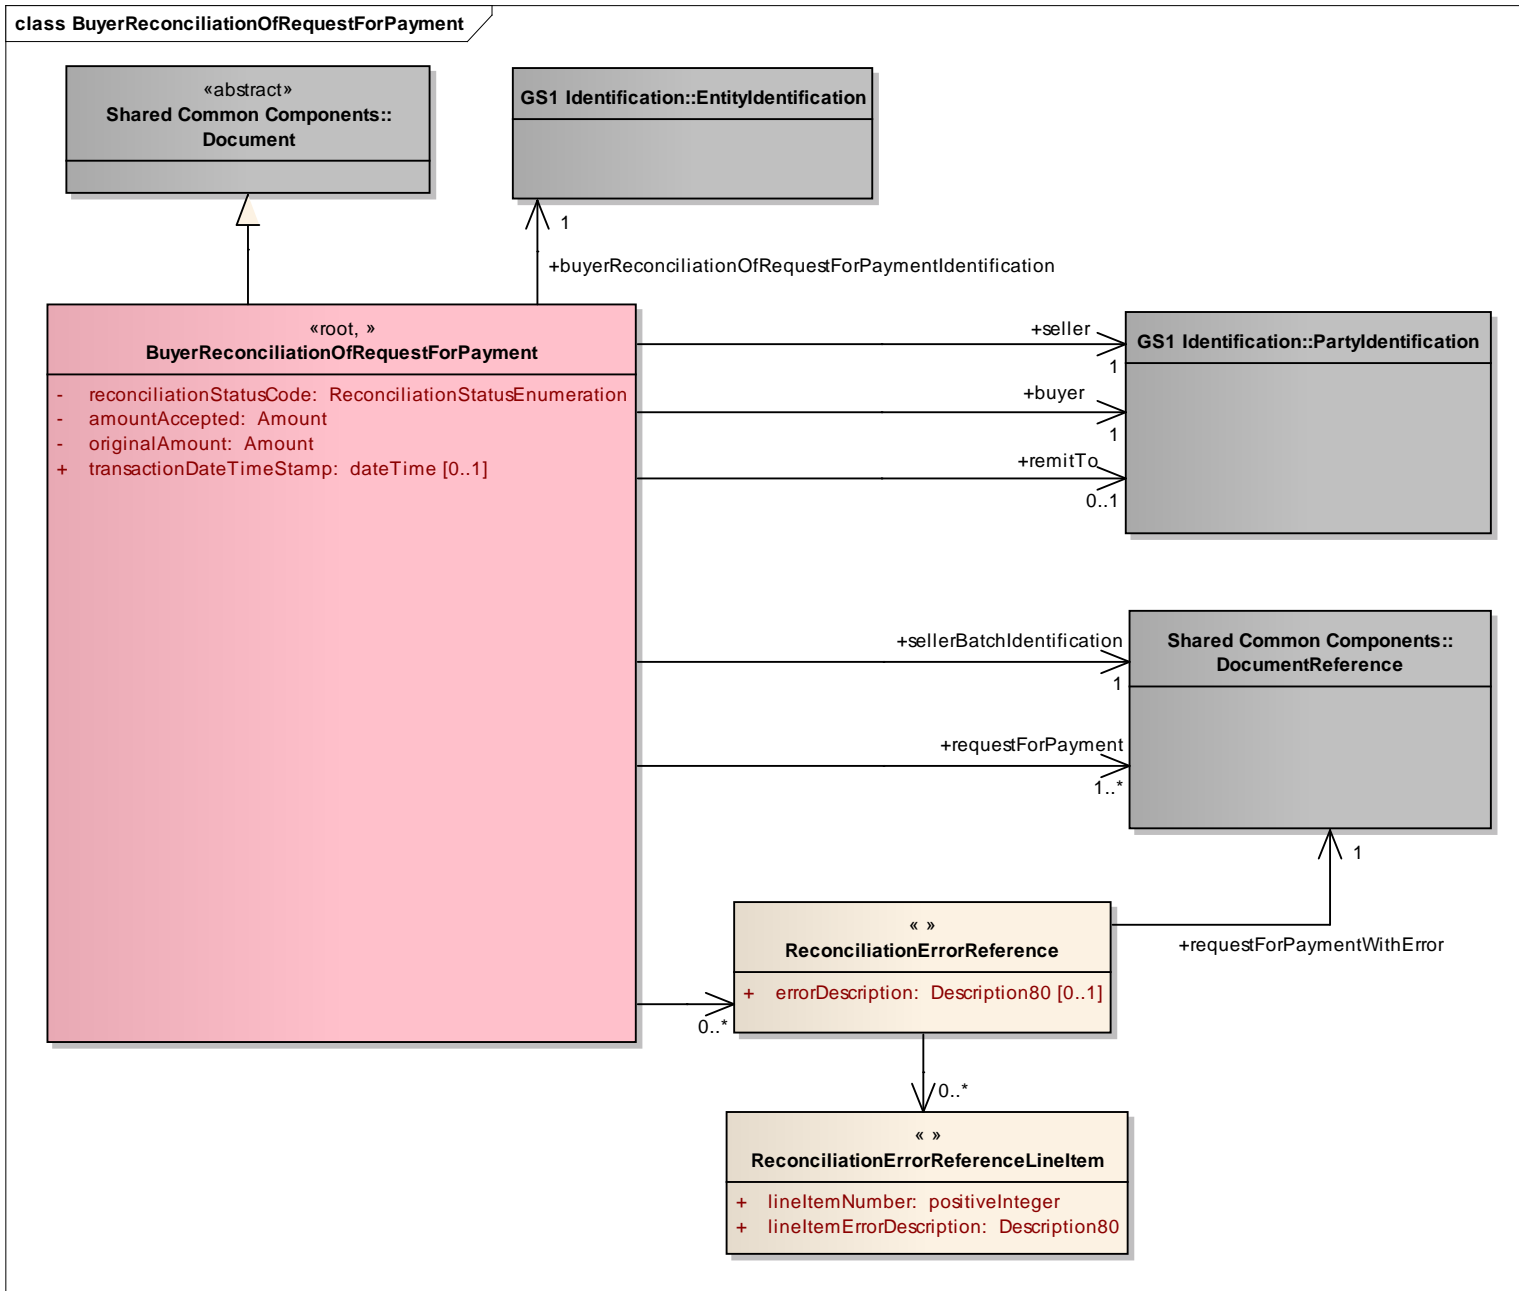 class BuyerReconciliationOfRequestForPayment
«abstract»
Shared Common Components::
Document
GS1 Identification::EntityIdentification
1
+buyerReconciliationOfRequestForPaymentIdentification
«root, »
BuyerReconciliationOfRequestForPayment
- reconciliationStatusCode: ReconciliationStatusEnumeration
- amountAccepted: Amount
- originalAmount: Amount
+ transactionDateTimeStamp: dateTime [0..1]
+seller
1
+buyer
1
+remitTo
0..1
GS1 Identification::PartyIdentification
+sellerBatchIdentification
1
+requestForPayment
1..*
Shared Common Components::
DocumentReference
1
+requestForPaymentWithError
0..*
« »
ReconciliationErrorReference
+ errorDescription: Description80 [0..1]
0..*
« »
ReconciliationErrorReferenceLineItem
+ lineItemNumber: positiveInteger
+ lineItemErrorDescription: Description80